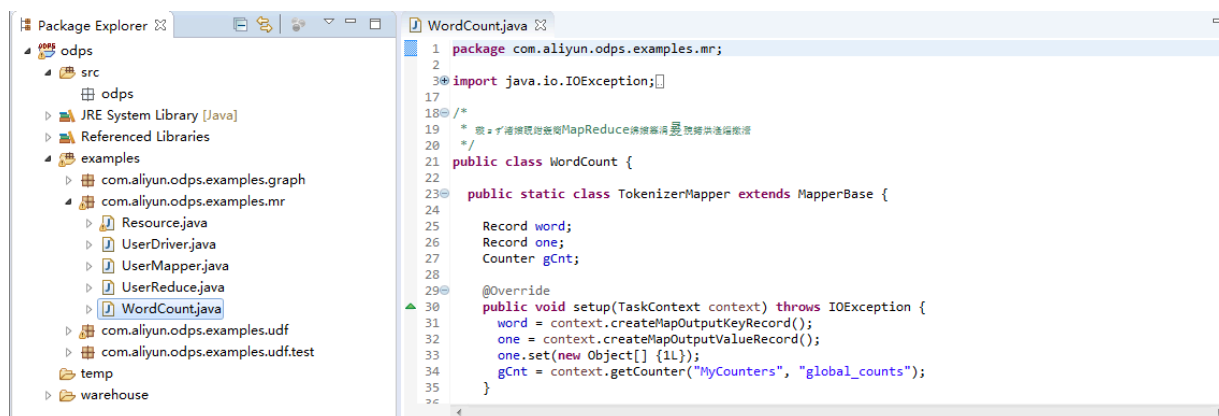 Package Explorer
odps
src
odps
JRE System Library [Java]
Referenced Libraries
examples
com.aliyun.odps.examples.graph
com.aliyun.odps.examples.mr
Resource.java
UserDriver.java
UserMapper.java
UserReduce.java
WordCount.java
com.aliyun.odps.examples.udf
com.aliyun.odps.examples.udf.test
temp
warehouse
WordCount.java
1 package com.aliyun.odps.examples.mr;
2
3 import java.io.IOException;
17
18 /*
19 * MapReduce
20 */
21 public class WordCount {
22
23 public static class TokenizerMapper extends MapperBase {
24
25 Record word;
26 Record one;
27 Counter gCnt;
28
29 @Override
30 public void setup(TaskContext context) throws IOException {
31 word = context.createMapOutputKeyRecord();
32 one = context.createMapOutputValueRecord();
33 one.set(new Object[] {1L});
34 gCnt = context.getCounter("MyCounters", "global_counts");
35 }
36